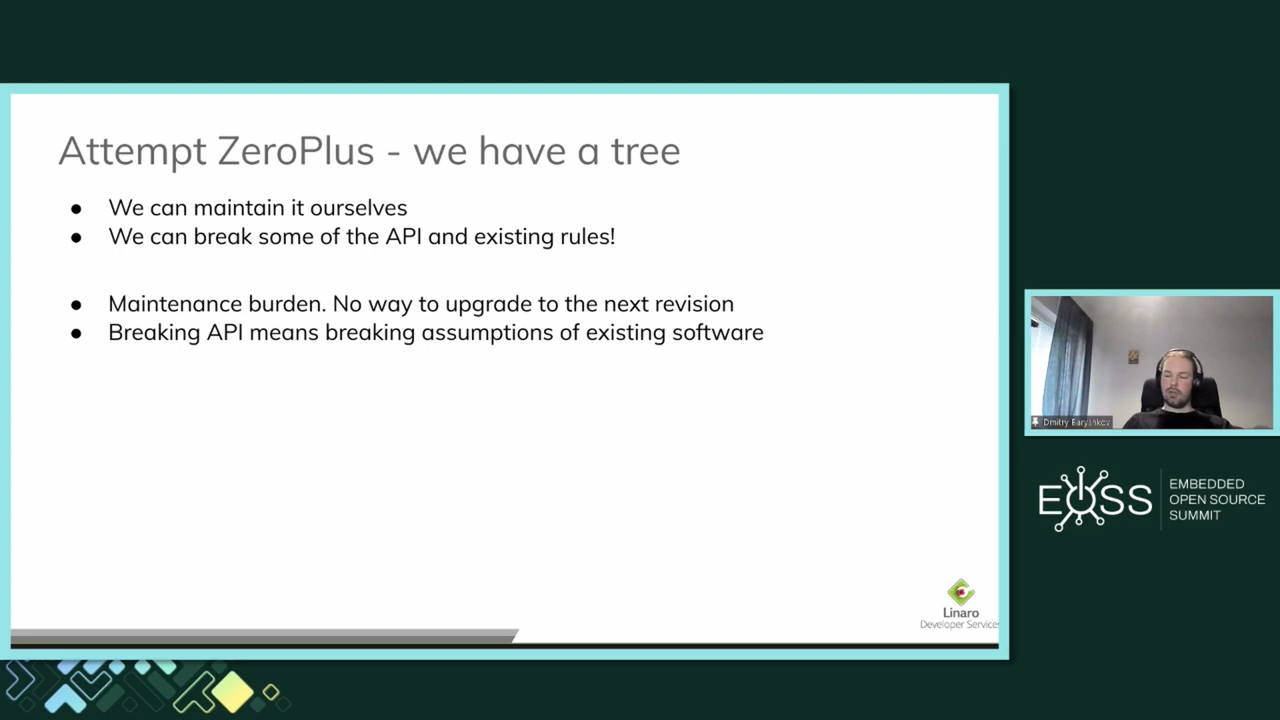 Attempt ZeroPlus - we have a tree
● We can maintain it ourselves
● We can break some of the API and existing rules!
● Maintenance burden. No way to upgrade to the next revision
● Breaking API means breaking assumptions of existing software
Linaro
Developer Services
Dmitry Baryshkov
EOSS
EMBEDDED
OPEN SOURCE
SUMMIT